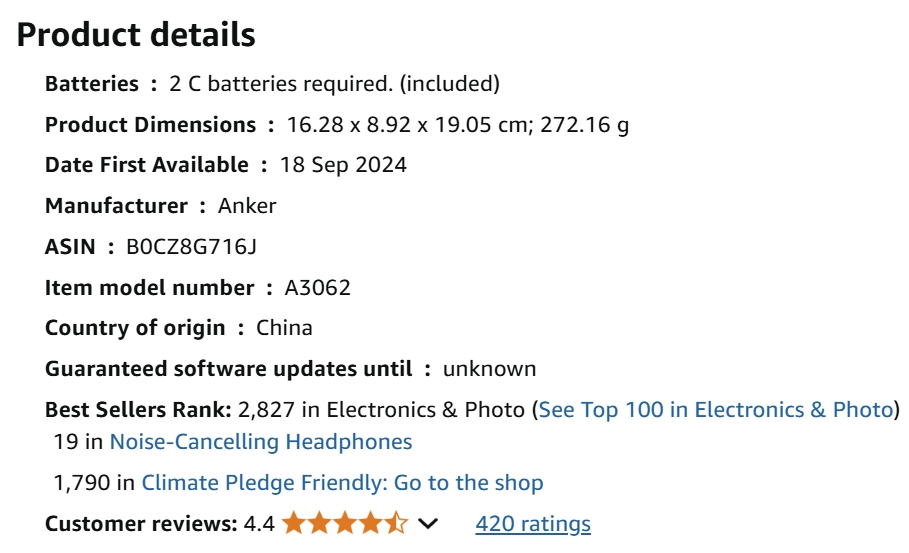 Product details
Batteries : 2 C batteries required. (included)
Product Dimensions : 16.28 x 8.92 x 19.05 cm; 272.16 g
Date First Available : 18 Sep 2024
Manufacturer : Anker
ASIN : B0CZ8G716J
Item model number : A3062
Country of origin : China
Guaranteed software updates until : unknown
Best Sellers Rank: 2,827 in Electronics & Photo (See Top 100 in Electronics & Photo)
19 in Noise-Cancelling Headphones
1,790 in Climate Pledge Friendly: Go to the shop
Customer reviews: 4.4 420 ratings